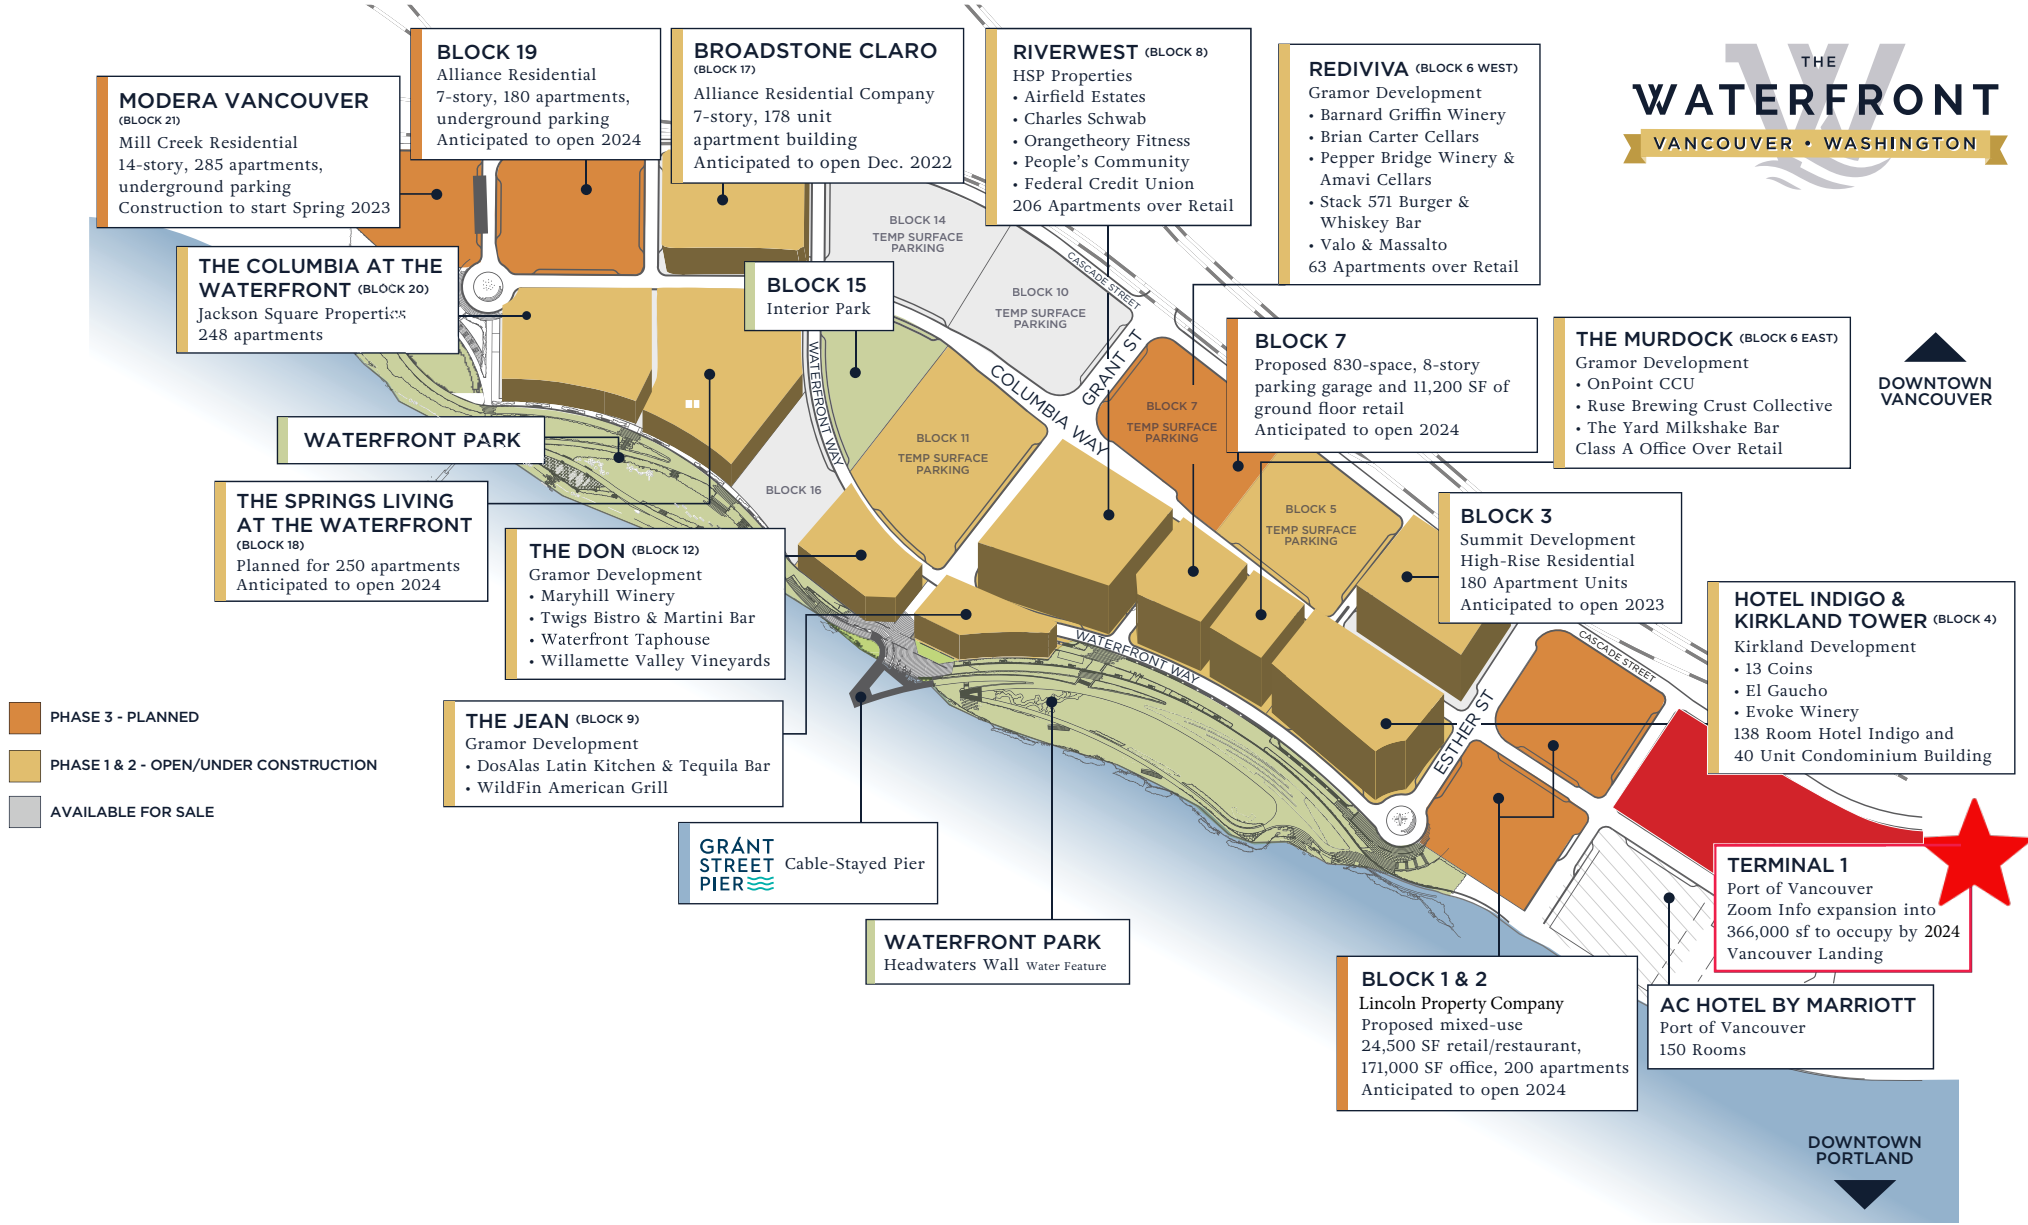 THE
WATERFRONT
VANCOUVER • WASHINGTON
MODERA VANCOUVER
(BLOCK 21)
Mill Creek Residential
14-story, 285 apartments,
underground parking
Construction to start Spring 2023
BLOCK 19
Alliance Residential
7-story, 180 apartments,
underground parking
Anticipated to open 2024
BROADSTONE CLARO
(BLOCK 17)
Alliance Residential Company
7-story, 178 unit
apartment building
Anticipated to open Dec. 2022
RIVERWEST (BLOCK 8)
HSP Properties
• Airfield Estates
• Charles Schwab
• Orangetheory Fitness
• People's Community
• Federal Credit Union
206 Apartments over Retail
REDIVIVA (BLOCK 6 WEST)
Gramor Development
• Barnard Griffin Winery
• Brian Carter Cellars
• Pepper Bridge Winery &
Amavi Cellars
• Stack 571 Burger &
Whiskey Bar
• Valo & Massalto
63 Apartments over Retail
THE COLUMBIA AT THE
WATERFRONT (BLOCK 20)
Jackson Square Properties
248 apartments
BLOCK 15
Interior Park
BLOCK 14
TEMP SURFACE
PARKING
BLOCK 10
TEMP SURFACE
PARKING
CASCADE STREET
GRANT ST
COLUMBIA WAY
WATERFRONT WAY
BLOCK 7
TEMP SURFACE
PARKING
BLOCK 7
Proposed 830-space, 8-story
parking garage and 11,200 SF of
ground floor retail
Anticipated to open 2024
THE MURDOCK (BLOCK 6 EAST)
Gramor Development
• OnPoint CCU
• Ruse Brewing Crust Collective
• The Yard Milkshake Bar
Class A Office Over Retail
DOWNTOWN
VANCOUVER
WATERFRONT PARK
BLOCK 11
TEMP SURFACE
PARKING
BLOCK 16
BLOCK 5
TEMP SURFACE
PARKING
THE SPRINGS LIVING
AT THE WATERFRONT
(BLOCK 18)
Planned for 250 apartments
Anticipated to open 2024
THE DON (BLOCK 12)
Gramor Development
• Maryhill Winery
• Twigs Bistro & Martini Bar
• Waterfront Taphouse
• Willamette Valley Vineyards
BLOCK 3
Summit Development
High-Rise Residential
180 Apartment Units
Anticipated to open 2023
HOTEL INDIGO &
KIRKLAND TOWER (BLOCK 4)
Kirkland Development
• 13 Coins
• El Gaucho
• Evoke Winery
138 Room Hotel Indigo and
40 Unit Condominium Building
WATERFRONT WAY
CASCADE STREET
ESTHER ST
PHASE 3 - PLANNED
PHASE 1 & 2 - OPEN/UNDER CONSTRUCTION
AVAILABLE FOR SALE
THE JEAN (BLOCK 9)
Gramor Development
• DosAlas Latin Kitchen & Tequila Bar
• WildFin American Grill
GRANT
STREET
PIER
Cable-Stayed Pier
WATERFRONT PARK
Headwaters Wall Water Feature
TERMINAL 1
Port of Vancouver
Zoom Info expansion into
366,000 sf to occupy by 2024
Vancouver Landing
BLOCK 1 & 2
Lincoln Property Company
Proposed mixed-use
24,500 SF retail/restaurant,
171,000 SF office, 200 apartments
Anticipated to open 2024
AC HOTEL BY MARRIOTT
Port of Vancouver
150 Rooms
DOWNTOWN
PORTLAND